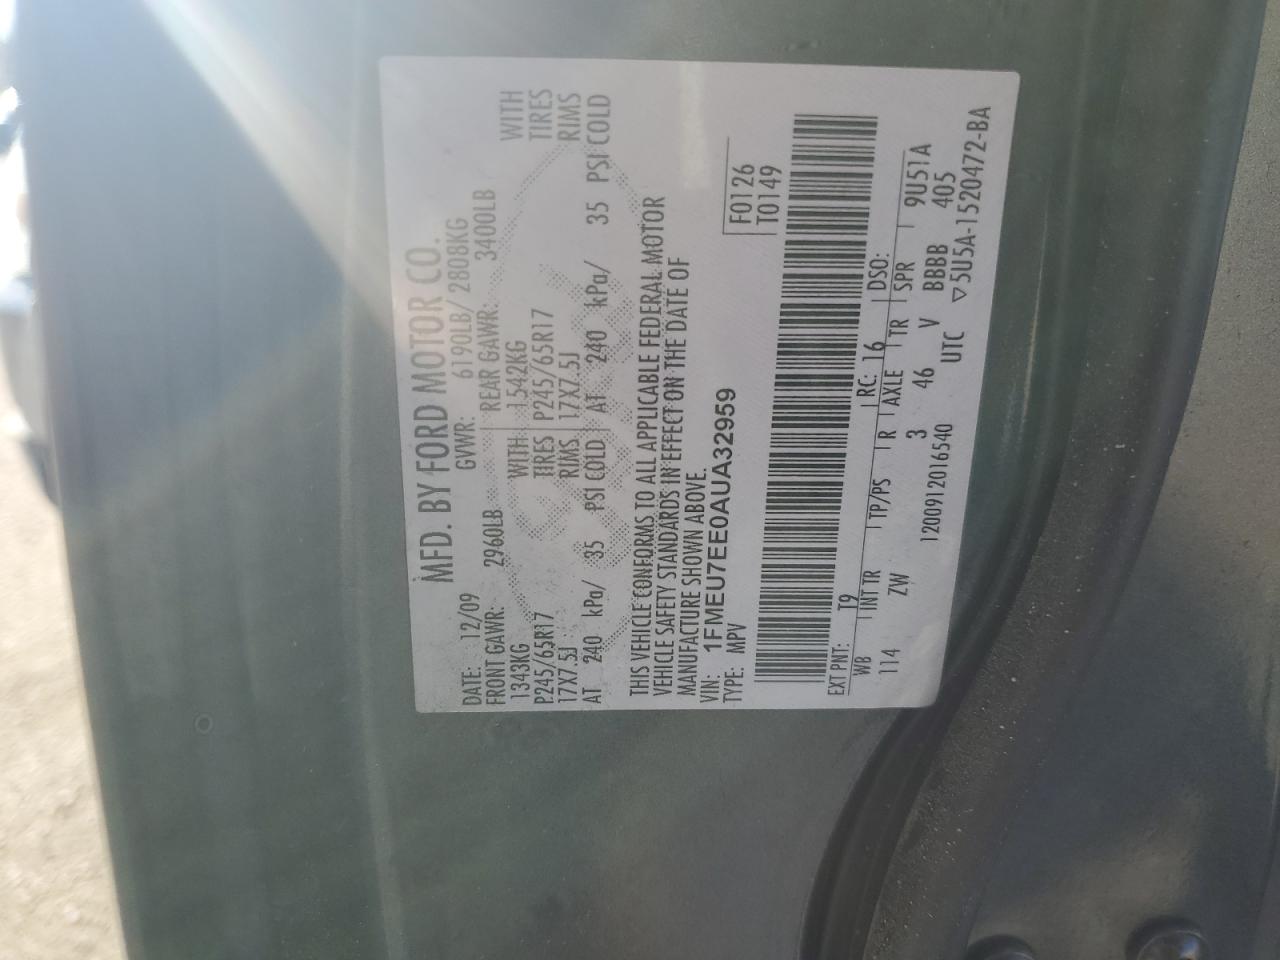 MFD. BY FORD MOTOR CO.
DATE: 12/09 GVWR: 6190LB/ 2808KG
FRONT GAWR: 2960LB REAR GAWR: 3400LB
1343KG WITH 1542KG WITH
P245/65R17 TIRES P245/65R17 TIRES
17X7.5J RIMS 17X7.5J RIMS
AT 240 kPa/ 35 PSI COLD AT 240 kPa/ 35 PSI COLD
THIS VEHICLE CONFORMS TO ALL APPLICABLE FEDERAL MOTOR
VEHICLE SAFETY STANDARDS IN EFFECT ON THE DATE OF
MANUFACTURE SHOWN ABOVE.
VIN: 1FMEU7EE0AUA32959 F0126
TYPE: MPV T0149
EXT PNT: T9 RC: 16 DSO:
WB INT TR TP/PS R AXLE TR SPR 9U51A
114 ZW 3 46 V BBBB 405
1200912016540 UTC ▽5U5A-1520472-BA